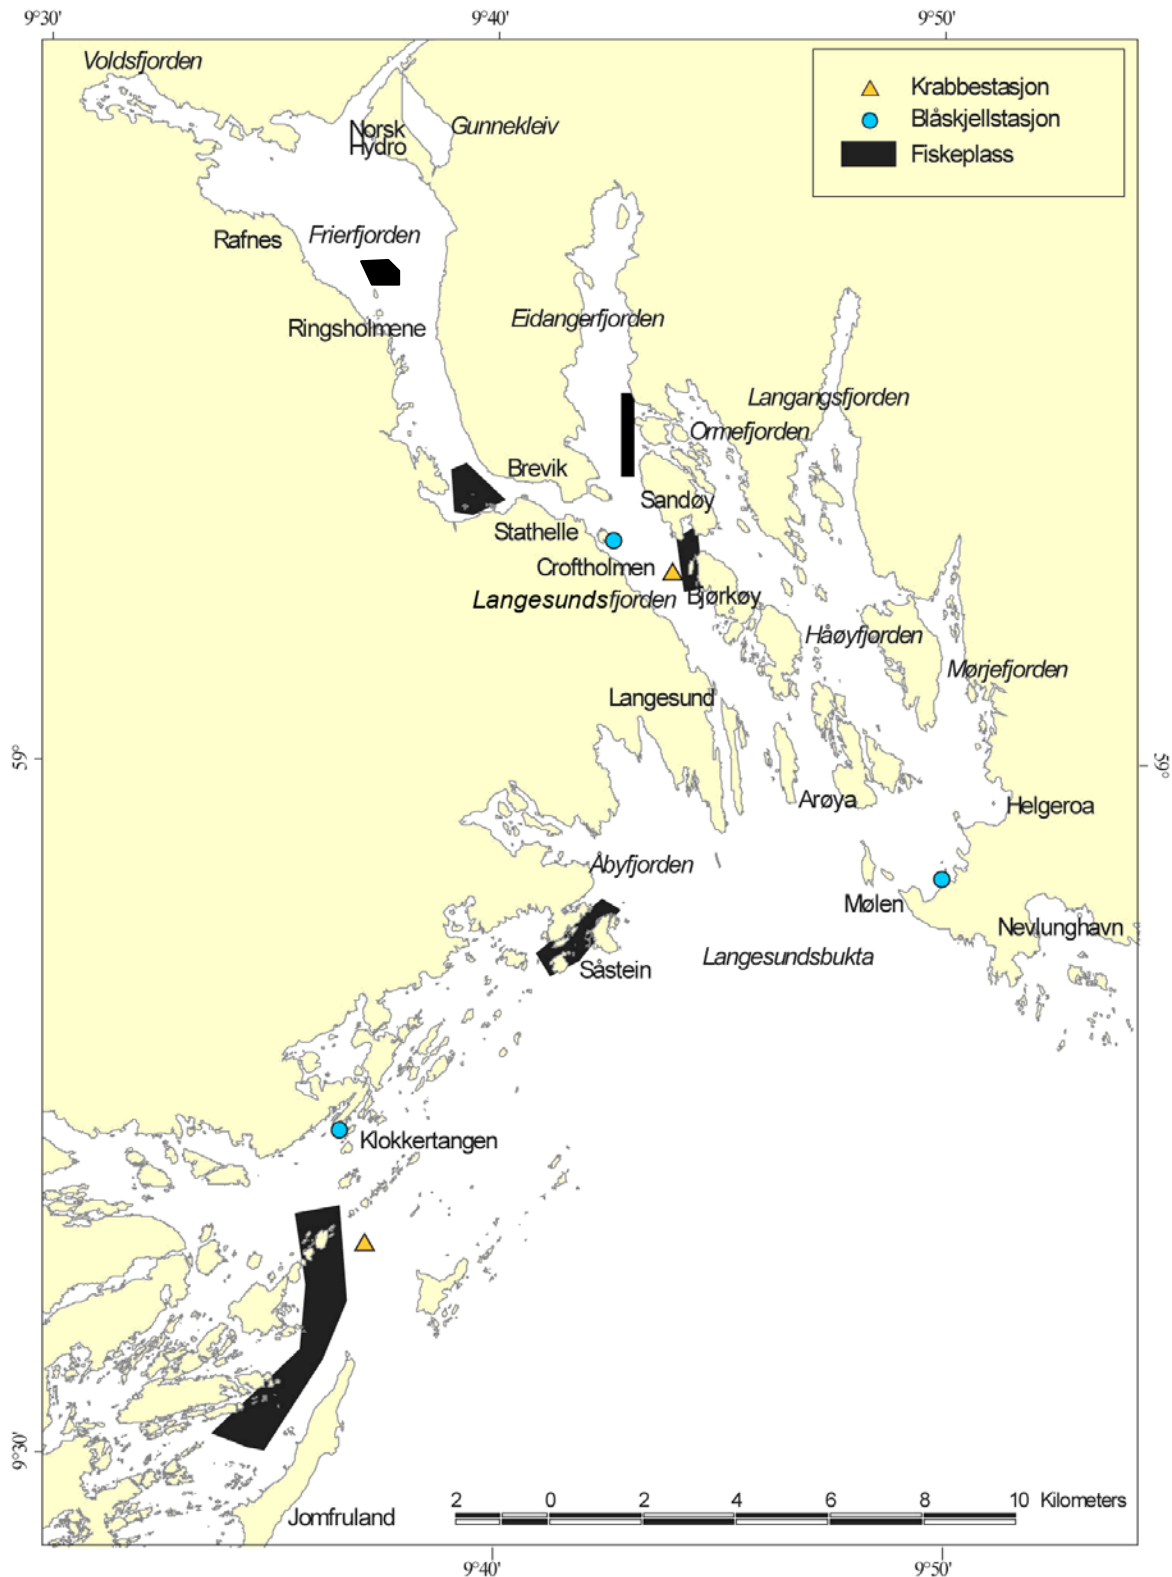 9°30' 9°40' 9°50'
Voldsfjorden
Krabbestasjon
Blåskjellstasjon
Fiskeplass
Norsk
Hydro
Gunnekleiv
Rafnes
Frierfjorden
Ringsholmene
Eidangerfjorden
Langangsfjorden
Ormefjorden
Brevik
Sandøy
Stathelle
Croftholmen
Langesundsfjorden
Bjørkøy
Håøyfjorden
Mørjefjorden
Langesund
59° 59°
Arøya
Helgeroa
Åbyfjorden
Mølen
Nevlunghavn
Langesundsbukta
Såstein
Klokkertangen
9°30'
Jomfruland
2 0 2 4 6 8 10 Kilometers
9°40' 9°50'